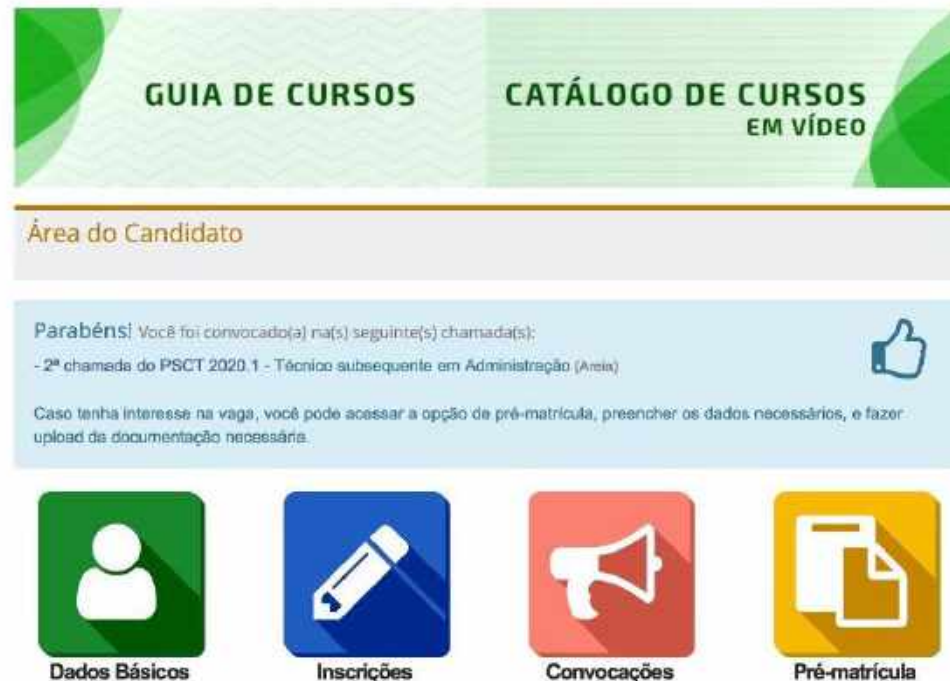 GUIA DE CURSOS
CATÁLOGO DE CURSOS
EM VÍDEO
Área do Candidato
Parabéns! Você foi convocado(a) na(s) seguinte(s) chamada(s):
- 2ª chamada do PSCT 2020.1 - Técnico subsequente em Administração (Areia)
Caso tenha interesse na vaga, você pode acessar a opção de pré-matrícula, preencher os dados necessários, e fazer
upload da documentação necessária.
Dados Básicos
Inscrições
Convocações
Pré-matrícula